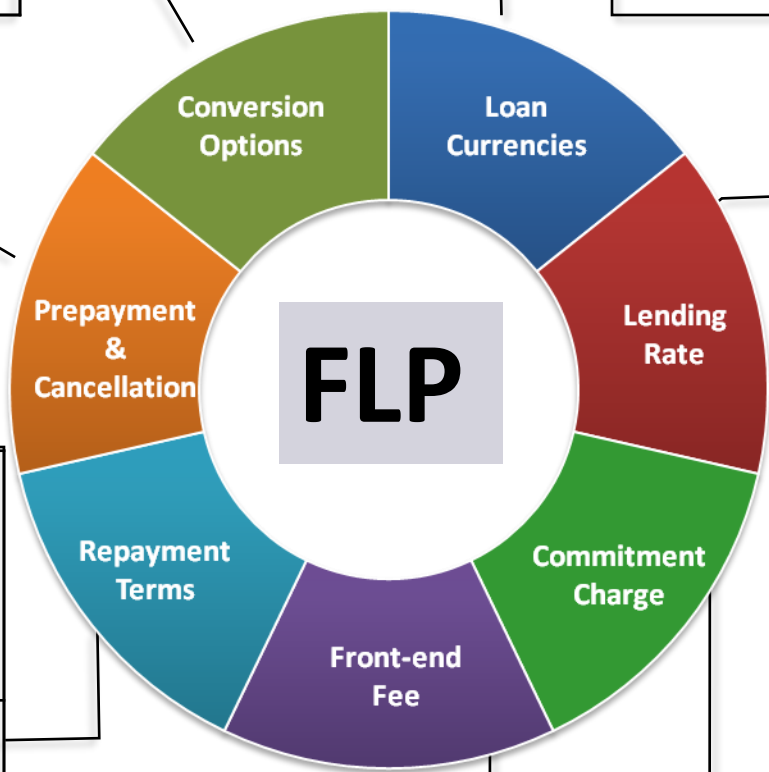 Conversion
Options
Loan
Currencies
Prepayment
&
Cancellation
Lending
Rate
FLP
Repayment
Terms
Commitment
Charge
Front-end
Fee